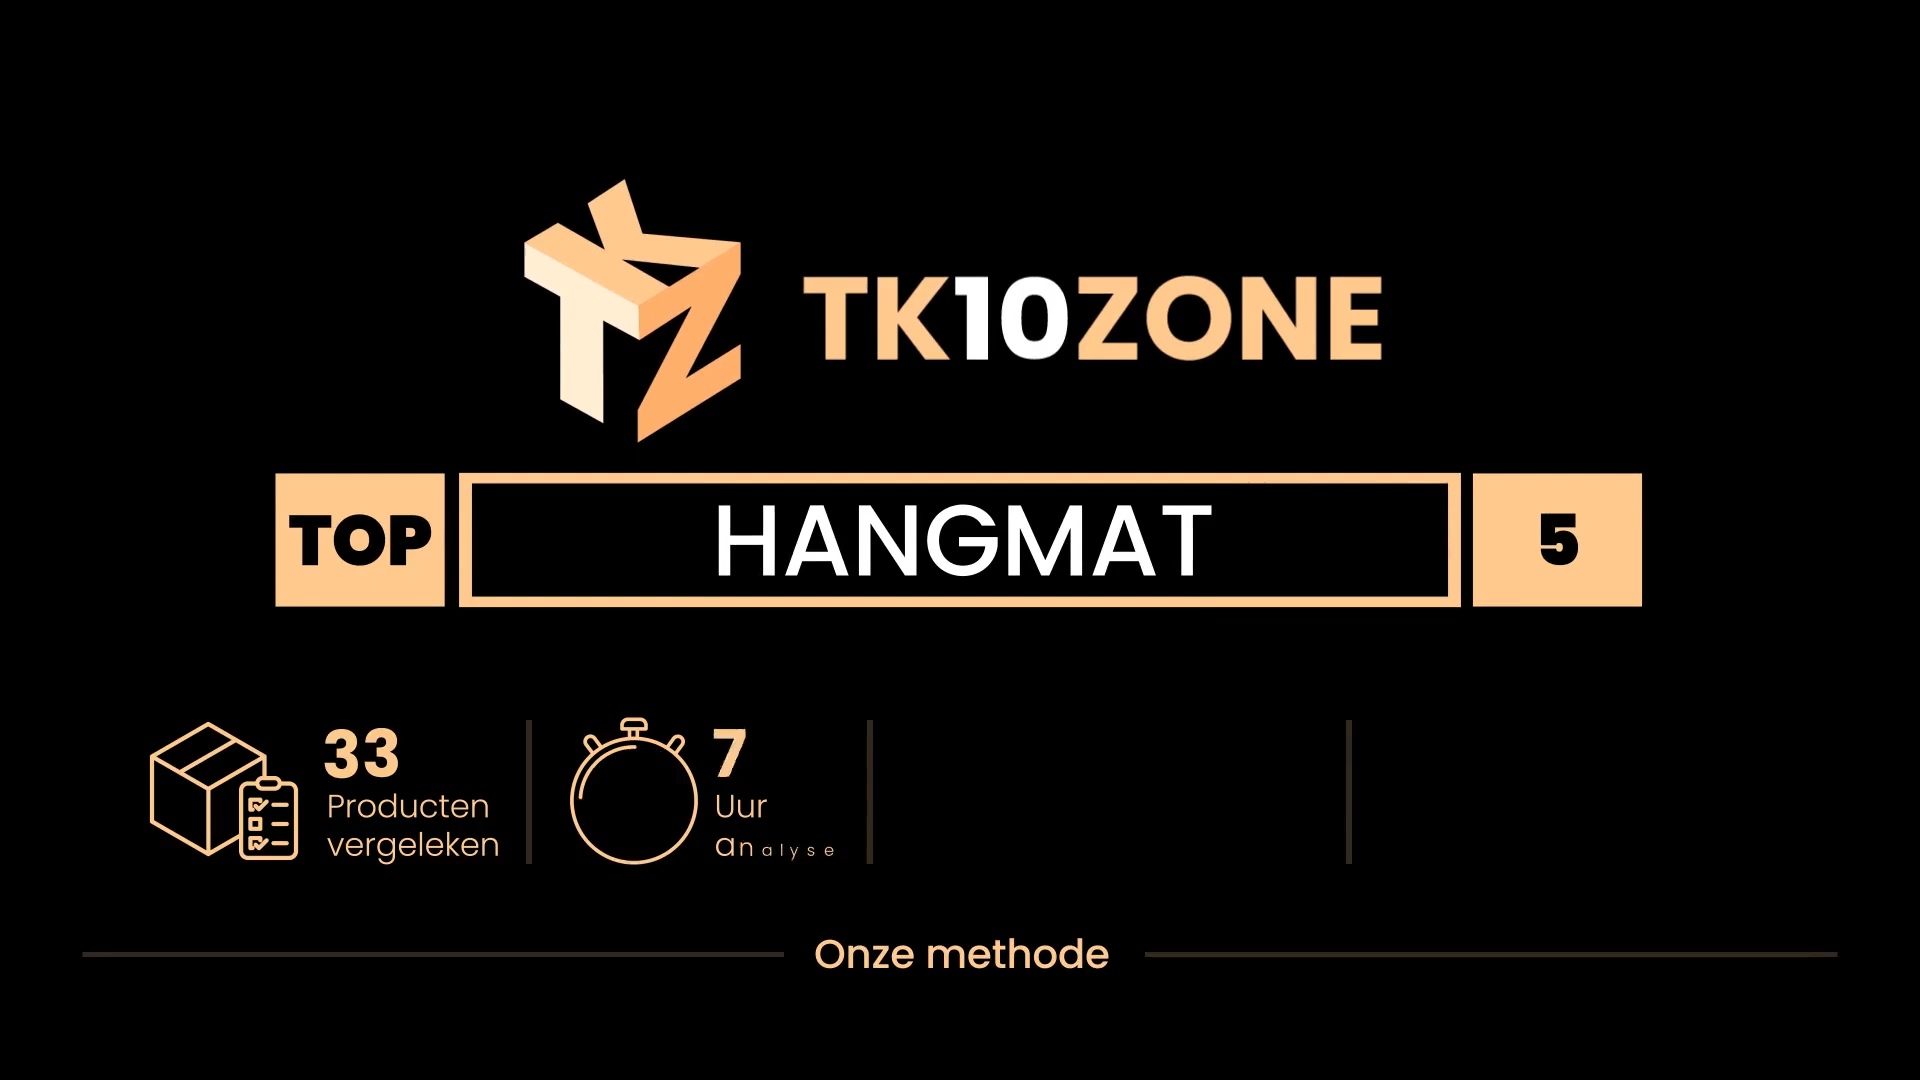 TK10ZONE
TOP HANGMAT 5
33
Producten
vergeleken
7
Uur
analyse
Onze methode